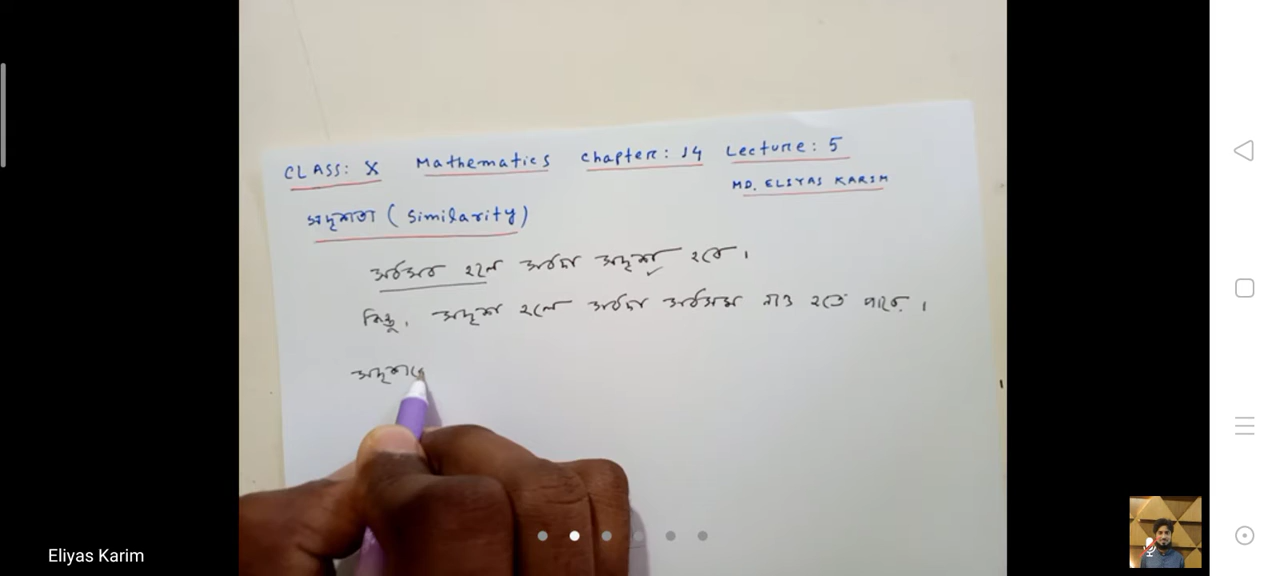 CLASS: X Mathematics Chapter: 14 Lecture: 5
MD. ELIYAS KARIM
সদৃশতা (Similarity)
সর্বসম হলে সর্বদা সদৃশ হবে।
কিন্তু, সদৃশ হলে সর্বদা সর্বসম নাও হতে পারে।
সদৃশ
Eliyas Karim